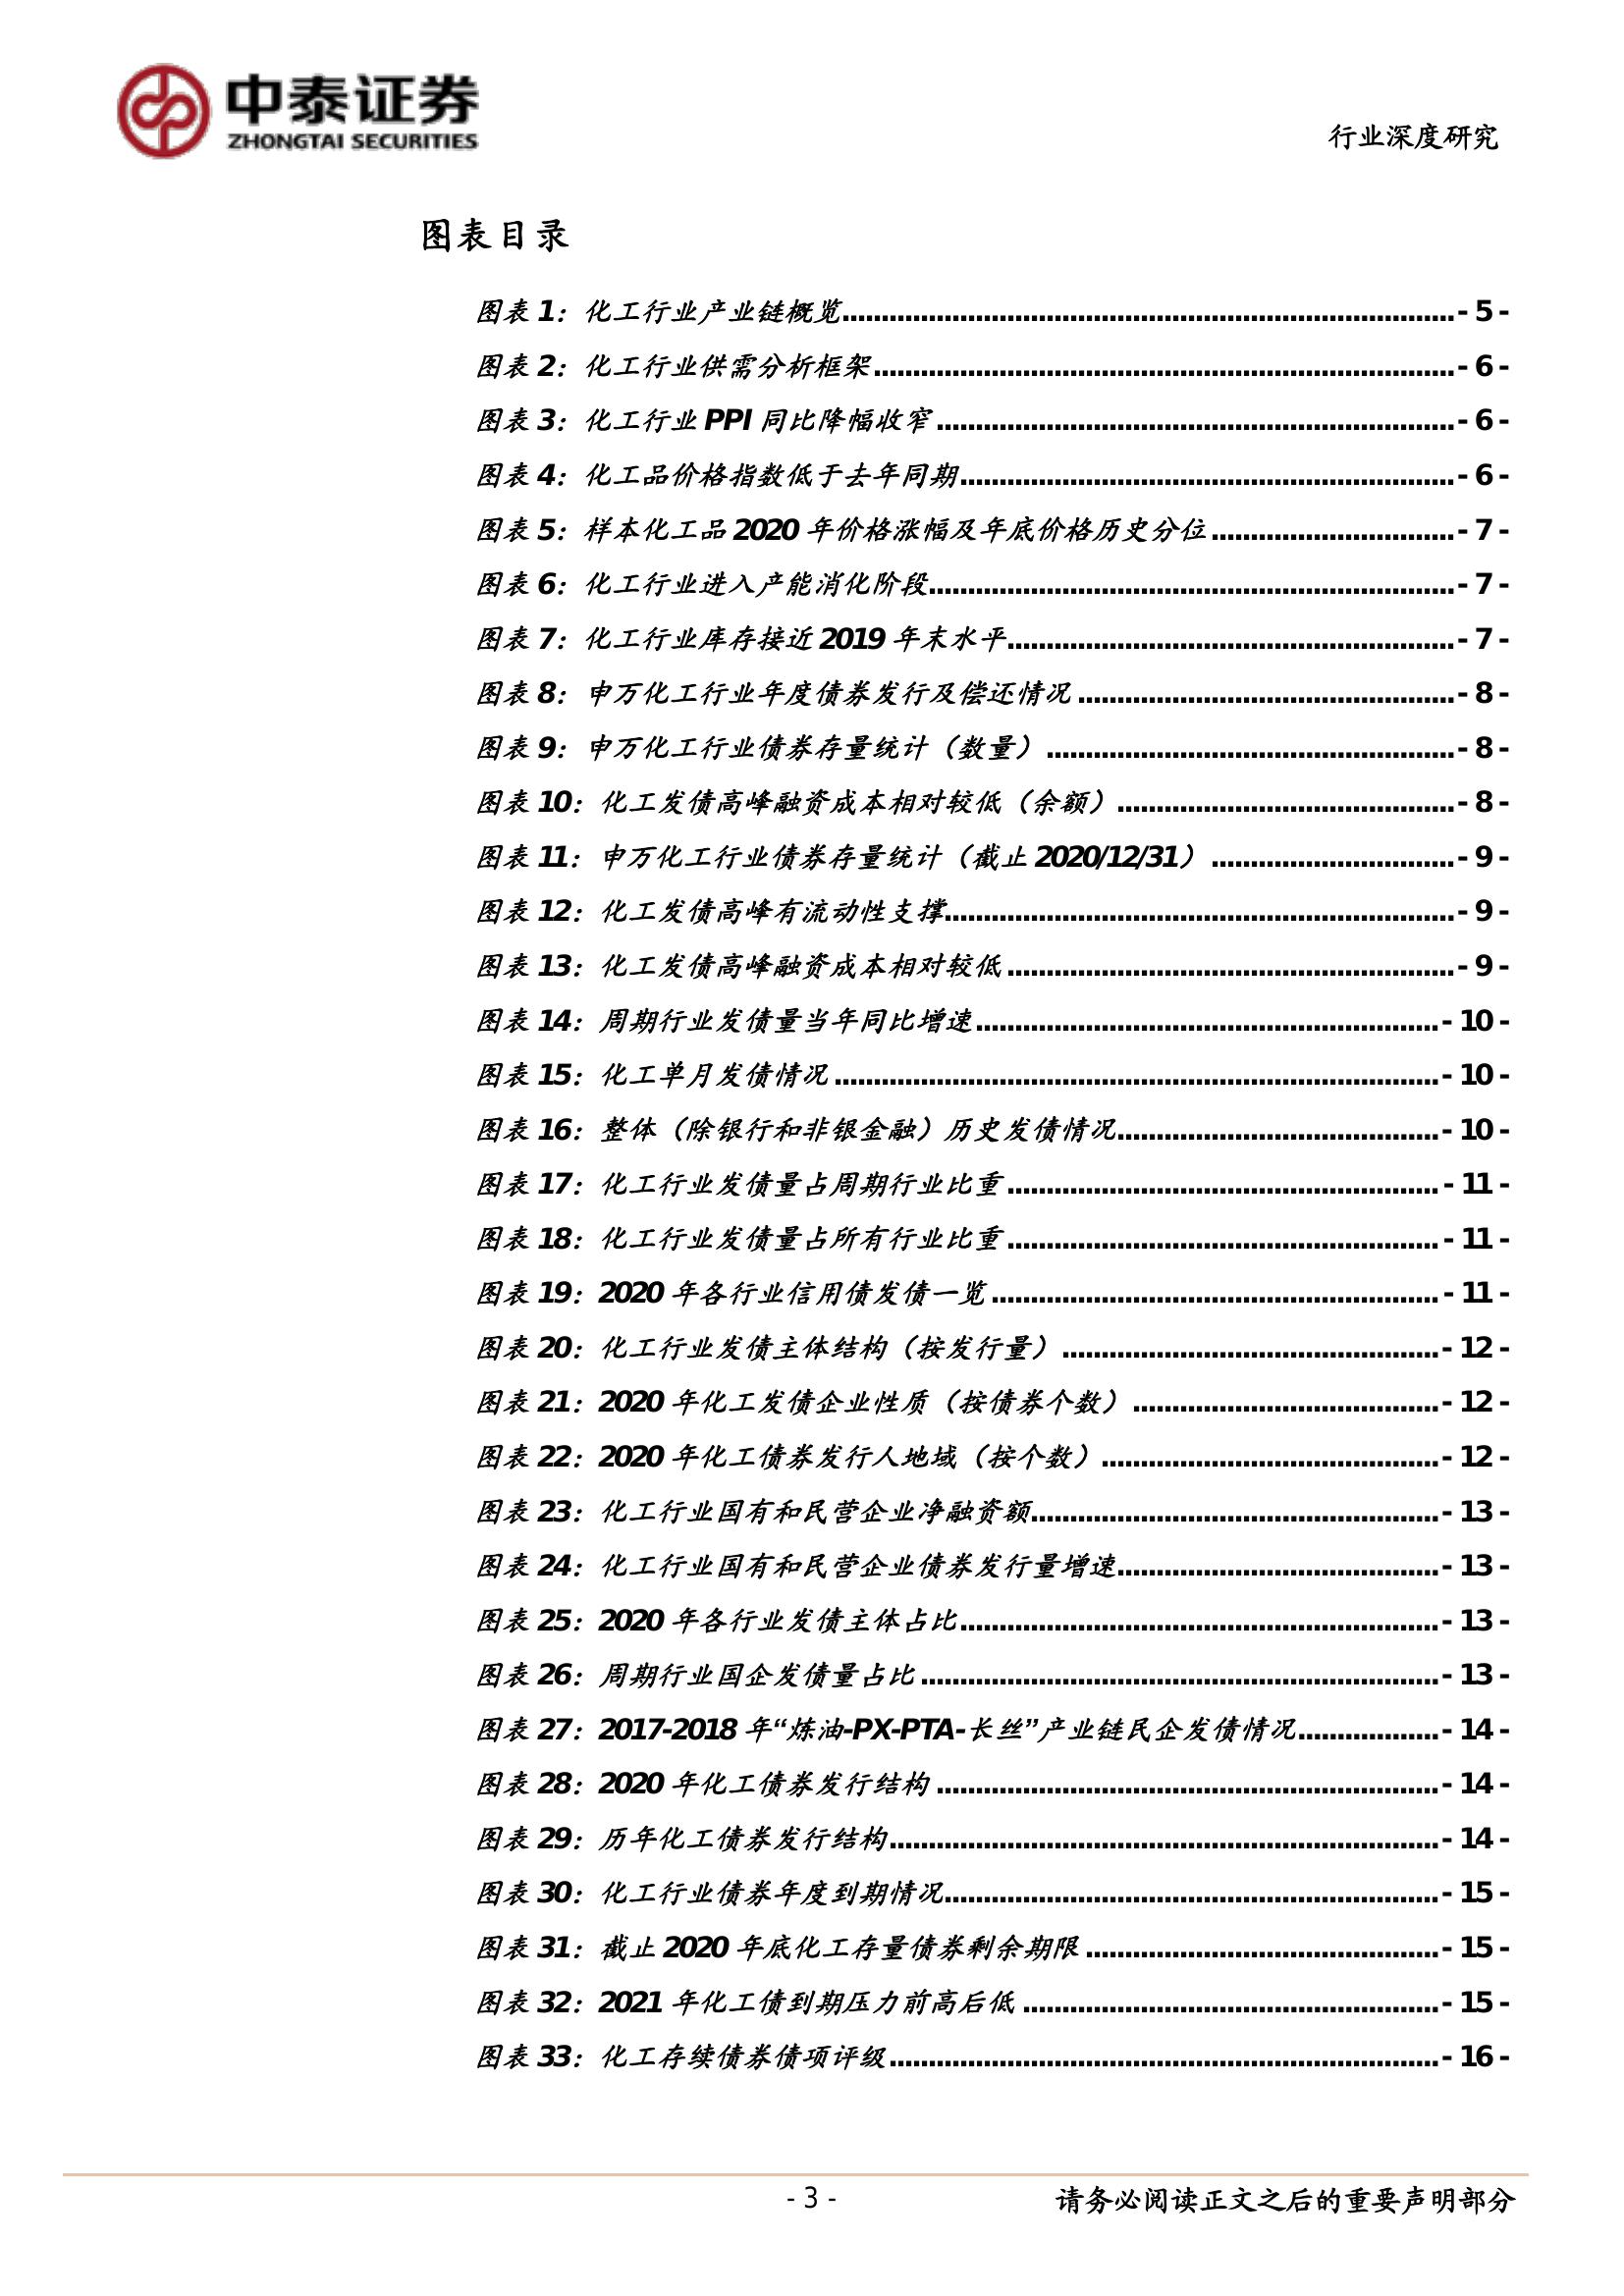 中泰证券
ZHONGTAI SECURITIES
行业深度研究
图表目录
图表 1：化工行业产业链概览..............................- 5 -
图表 2：化工行业供需分析框架..............................- 6 -
图表 3：化工行业 PPI 同比降幅收窄..............................- 6 -
图表 4：化工品价格指数低于去年同期..............................- 6 -
图表 5：样本化工品 2020 年价格涨幅及年底价格历史分位..............................- 7 -
图表 6：化工行业进入产能消化阶段..............................- 7 -
图表 7：化工行业库存接近 2019 年末水平..............................- 7 -
图表 8：申万化工行业年度债券发行及偿还情况..............................- 8 -
图表 9：申万化工行业债券存量统计（数量）..............................- 8 -
图表 10：化工发债高峰融资成本相对较低（余额）..............................- 8 -
图表 11：申万化工行业债券存量统计（截止 2020/12/31）..............................- 9 -
图表 12：化工发债高峰有流动性支撑..............................- 9 -
图表 13：化工发债高峰融资成本相对较低..............................- 9 -
图表 14：周期行业发债量当年同比增速..............................- 10 -
图表 15：化工单月发债情况..............................- 10 -
图表 16：整体（除银行和非银金融）历史发债情况..............................- 10 -
图表 17：化工行业发债量占周期行业比重..............................- 11 -
图表 18：化工行业发债量占所有行业比重..............................- 11 -
图表 19：2020 年各行业信用债发债一览..............................- 11 -
图表 20：化工行业发债主体结构（按发行量）..............................- 12 -
图表 21：2020 年化工发债企业性质（按债券个数）..............................- 12 -
图表 22：2020 年化工债券发行人地域（按个数）..............................- 12 -
图表 23：化工行业国有和民营企业净融资额..............................- 13 -
图表 24：化工行业国有和民营企业债券发行量增速..............................- 13 -
图表 25：2020 年各行业发债主体占比..............................- 13 -
图表 26：周期行业国企发债量占比..............................- 13 -
图表 27：2017-2018 年“炼油-PX-PTA-长丝”产业链民企发债情况..............................- 14 -
图表 28：2020 年化工债券发行结构..............................- 14 -
图表 29：历年化工债券发行结构..............................- 14 -
图表 30：化工行业债券年度到期情况..............................- 15 -
图表 31：截止 2020 年底化工存量债券剩余期限..............................- 15 -
图表 32：2021 年化工债到期压力前高后低..............................- 15 -
图表 33：化工存续债券债项评级..............................- 16 -
- 3 -
请务必阅读正文之后的重要声明部分